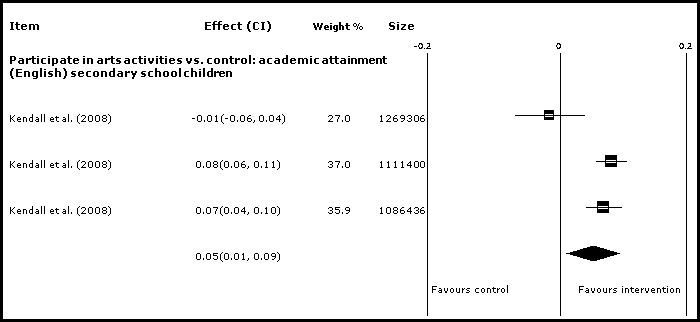 Item Effect (CI) Weight % Size
-0.2 0 0.2
Participate in arts activities vs. control: academic attainment
(English) secondary school children
Kendall et al. (2008) -0.01(-0.06, 0.04) 27.0 1269306
Kendall et al. (2008) 0.08(0.06, 0.11) 37.0 1111400
Kendall et al. (2008) 0.07(0.04, 0.10) 35.9 1086436
0.05(0.01, 0.09)
Favours control Favours intervention